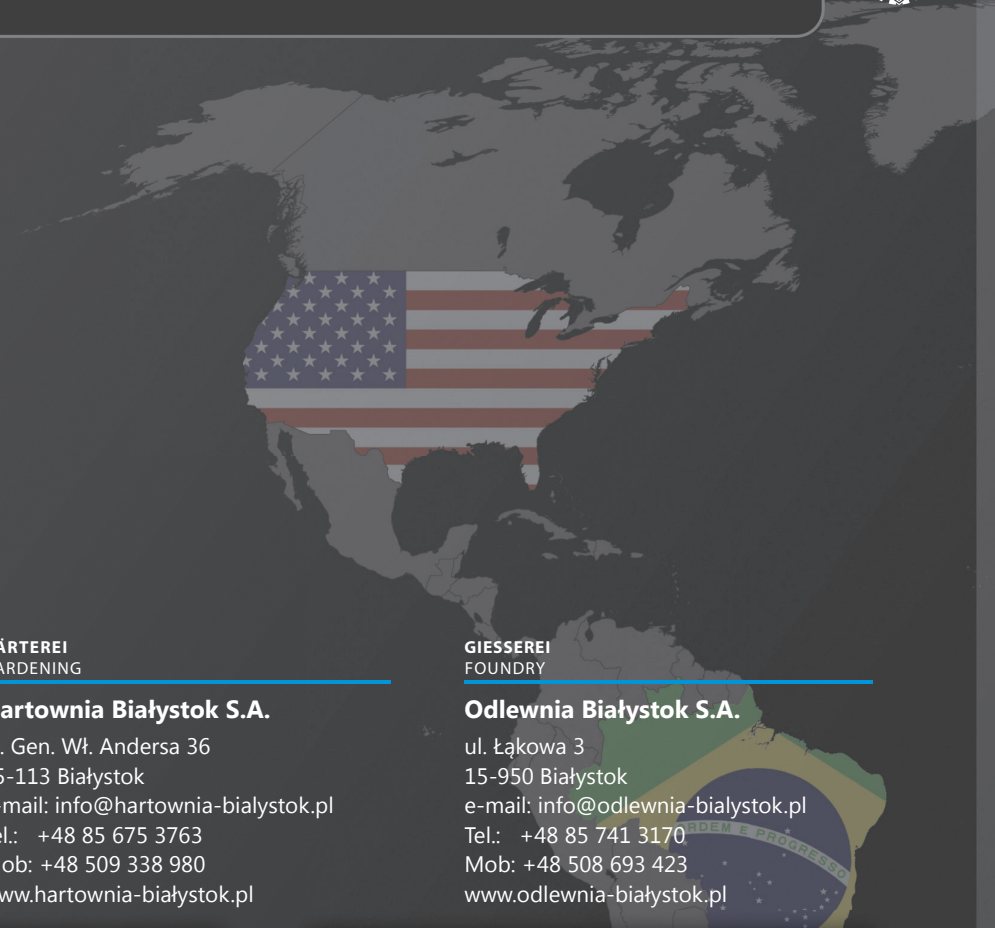 ÄRTEREI
ARDENING
artownia Białystok S.A.
. Gen. Wł. Andersa 36
5-113 Białystok
-mail: info@hartownia-bialystok.pl
el.: +48 85 675 3763
ob: +48 509 338 980
ww.hartownia-białystok.pl
GIESSEREI
FOUNDRY
Odlewnia Białystok S.A.
ul. Łąkowa 3
15-950 Białystok
e-mail: info@odlewnia-bialystok.pl
Tel.: +48 85 741 3170
Mob: +48 508 693 423
www.odlewnia-białystok.pl
ORDEM E PROGRESSO